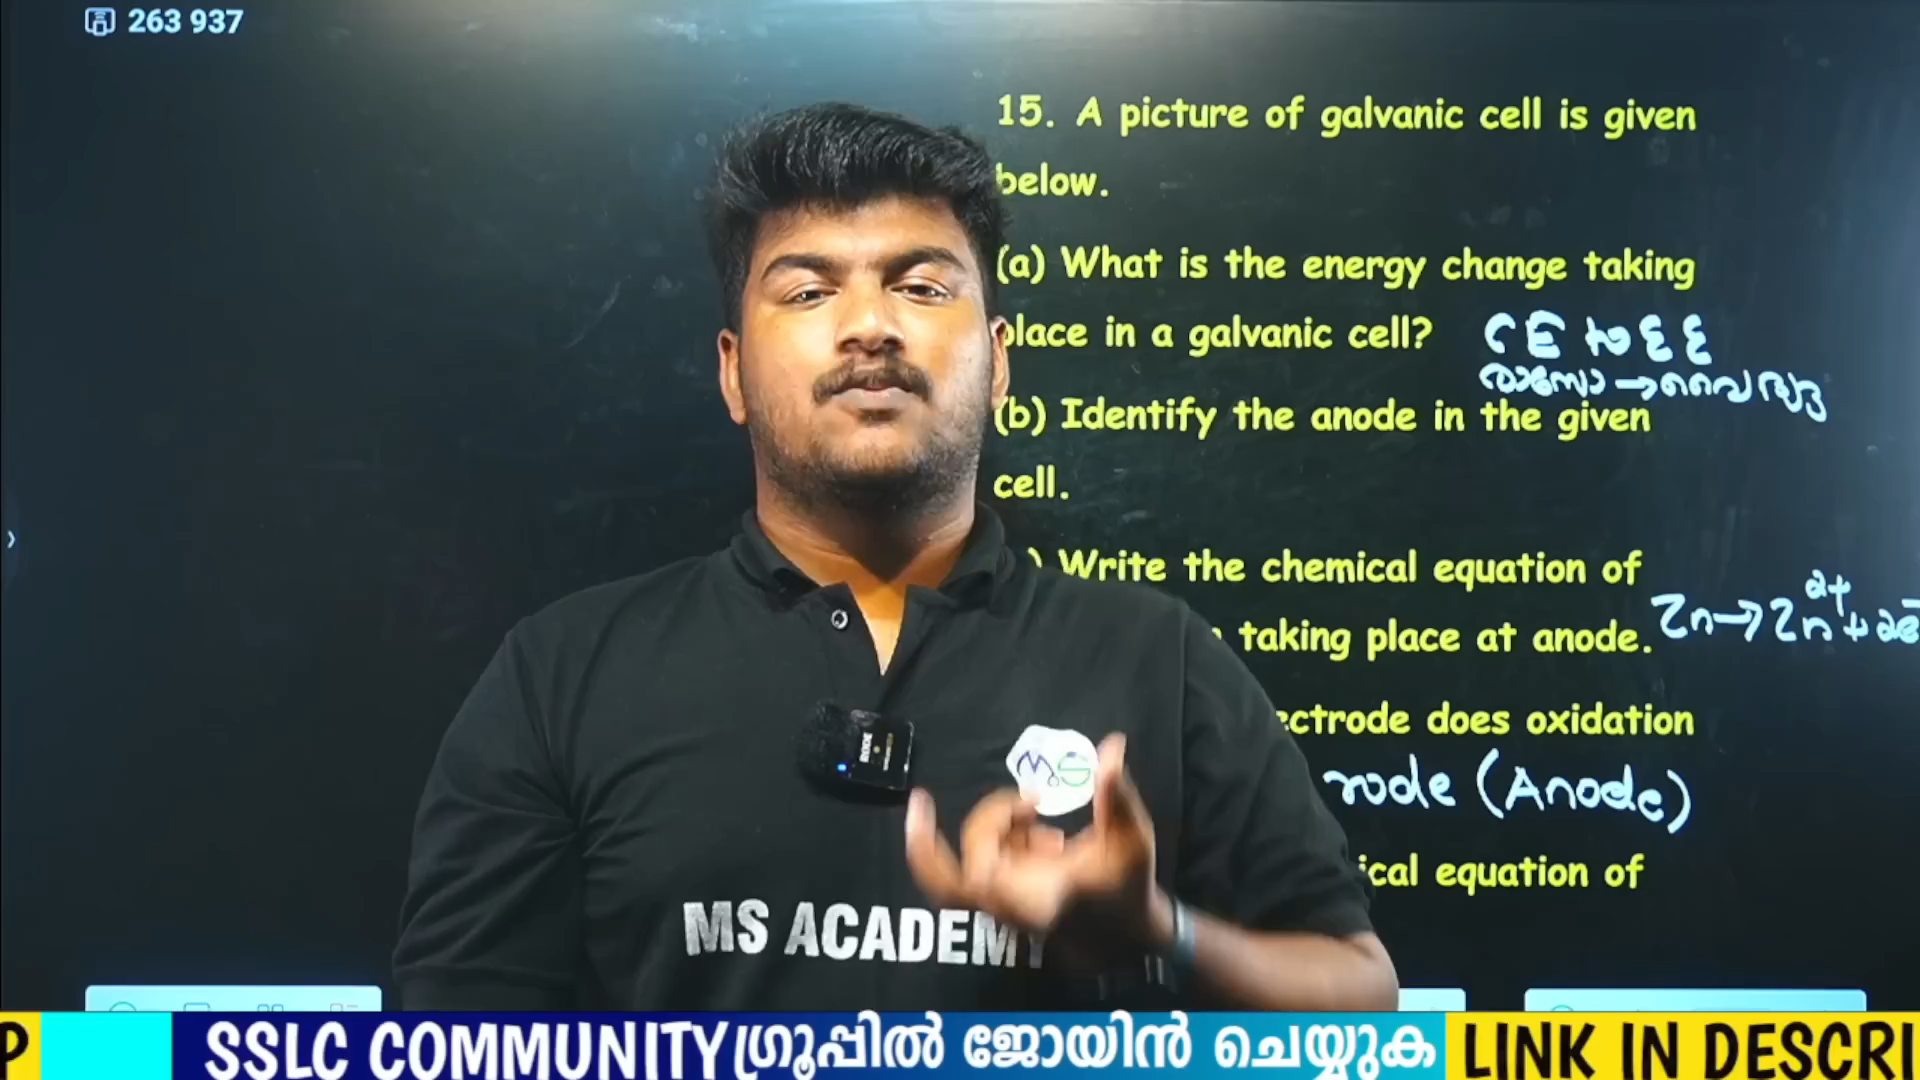 263 937
15. A picture of galvanic cell is given
below.
(a) What is the energy change taking
place in a galvanic cell? CE to EE
രാസോ → വൈദ്യു
(b) Identify the anode in the given
cell.
) Write the chemical equation of
taking place at anode. Zn → Zn²⁺ + 2e⁻
ectrode does oxidation
node (Anode)
ical equation of
MS
MS ACADEMY
P
SSLC COMMUNITY ഗ്രൂപ്പിൽ ജോയിൻ ചെയ്യുക LINK IN DESCRI